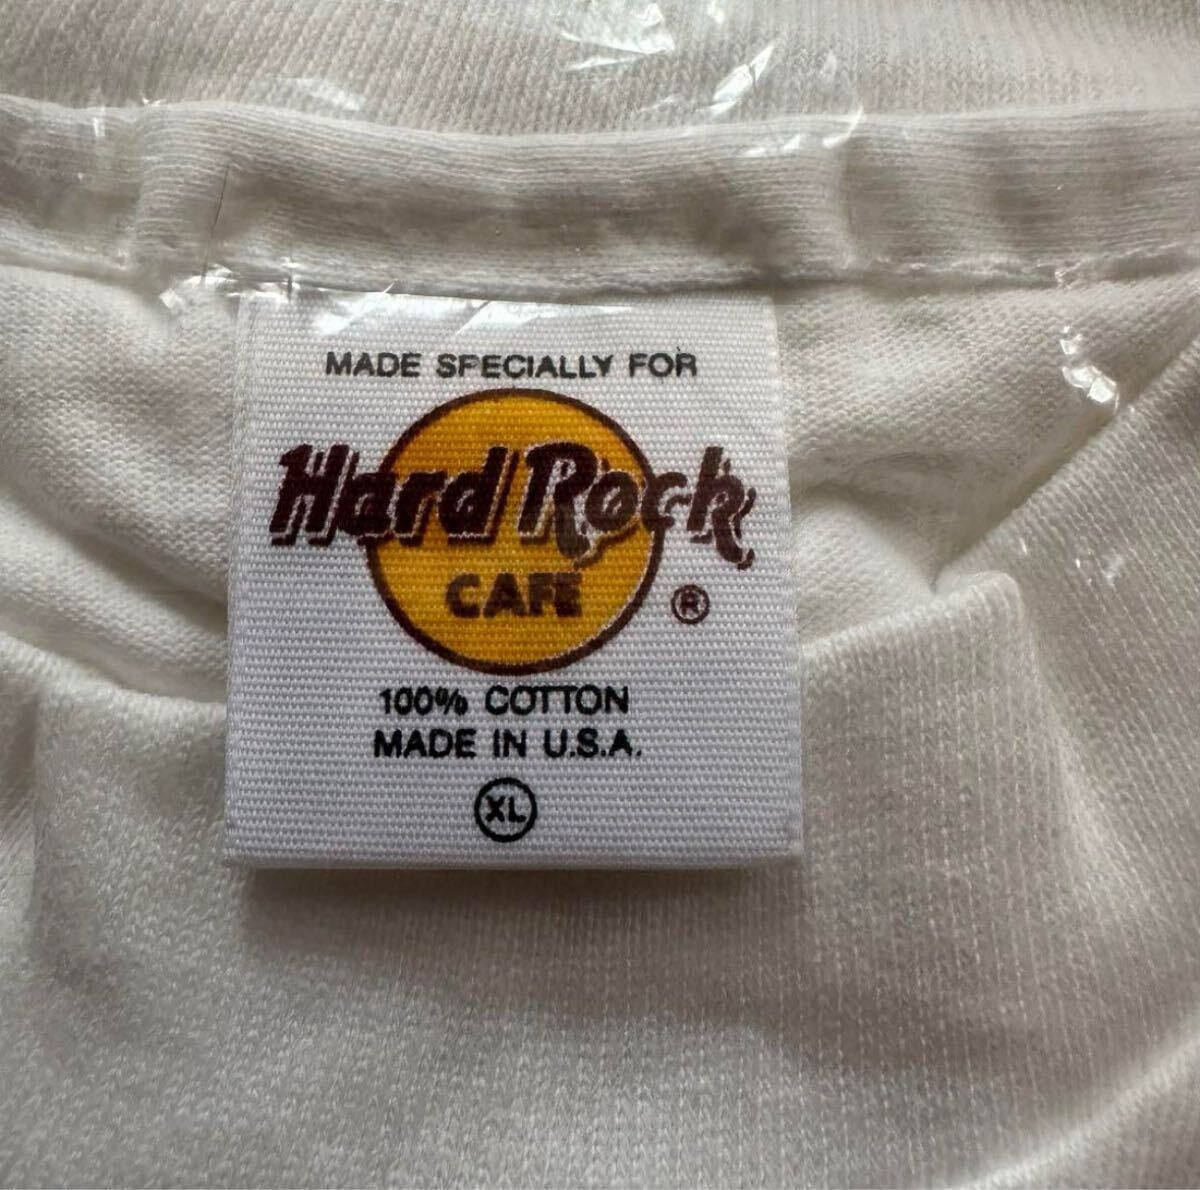 MADE SPECIALLY FOR
Hard Rock
CAFE
®
100% COTTON
MADE IN U.S.A.
XL